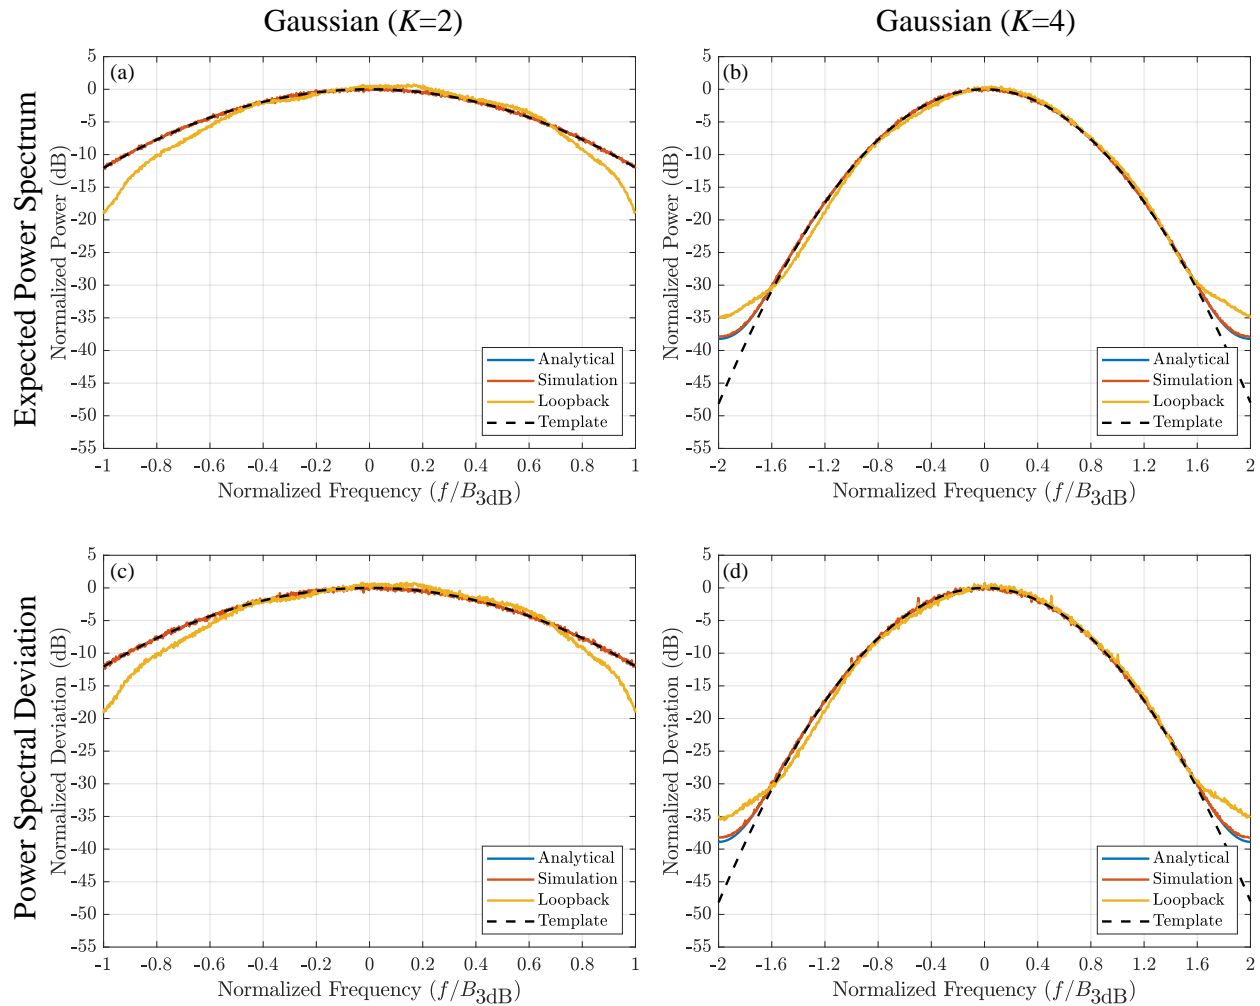 Gaussian (K=2)
Gaussian (K=4)
Expected Power Spectrum
(a)
Normalized Power (dB)
5
0
-5
-10
-15
-20
-25
-30
-35
-40
-45
-50
-55
Analytical
Simulation
Loopback
Template
-1 -0.8 -0.6 -0.4 -0.2 0 0.2 0.4 0.6 0.8 1
Normalized Frequency (f/B3dB)
(b)
Normalized Power (dB)
5
0
-5
-10
-15
-20
-25
-30
-35
-40
-45
-50
-55
Analytical
Simulation
Loopback
Template
-2 -1.6 -1.2 -0.8 -0.4 0 0.4 0.8 1.2 1.6 2
Normalized Frequency (f/B3dB)
Power Spectral Deviation
(c)
Normalized Deviation (dB)
5
0
-5
-10
-15
-20
-25
-30
-35
-40
-45
-50
-55
Analytical
Simulation
Loopback
Template
-1 -0.8 -0.6 -0.4 -0.2 0 0.2 0.4 0.6 0.8 1
Normalized Frequency (f/B3dB)
(d)
Normalized Deviation (dB)
5
0
-5
-10
-15
-20
-25
-30
-35
-40
-45
-50
-55
Analytical
Simulation
Loopback
Template
-2 -1.6 -1.2 -0.8 -0.4 0 0.4 0.8 1.2 1.6 2
Normalized Frequency (f/B3dB)